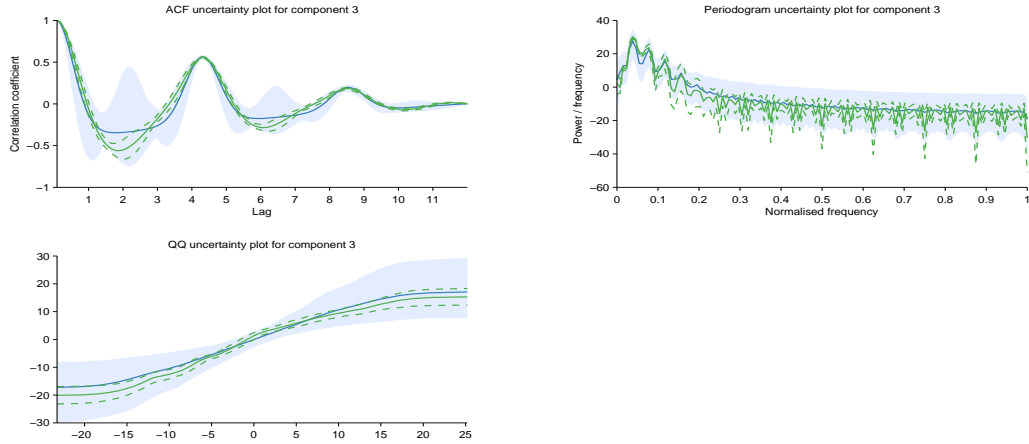 ACF uncertainty plot for component 3
Correlation coefficient
1
0.5
0
−0.5
−1
1 2 3 4 5 6 7 8 9 10 11
Lag
Periodogram uncertainty plot for component 3
Power / frequency
40
20
0
−20
−40
−60
0 0.1 0.2 0.3 0.4 0.5 0.6 0.7 0.8 0.9 1
Normalised frequency
QQ uncertainty plot for component 3
30
20
10
0
−10
−20
−30
−20 −15 −10 −5 0 5 10 15 20 25